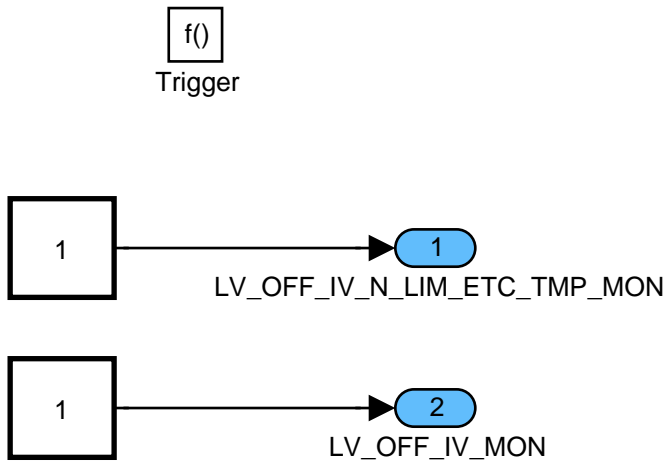 f()
Trigger
1
1
LV_OFF_IV_N_LIM_ETC_TMP_MON
1
2
LV_OFF_IV_MON